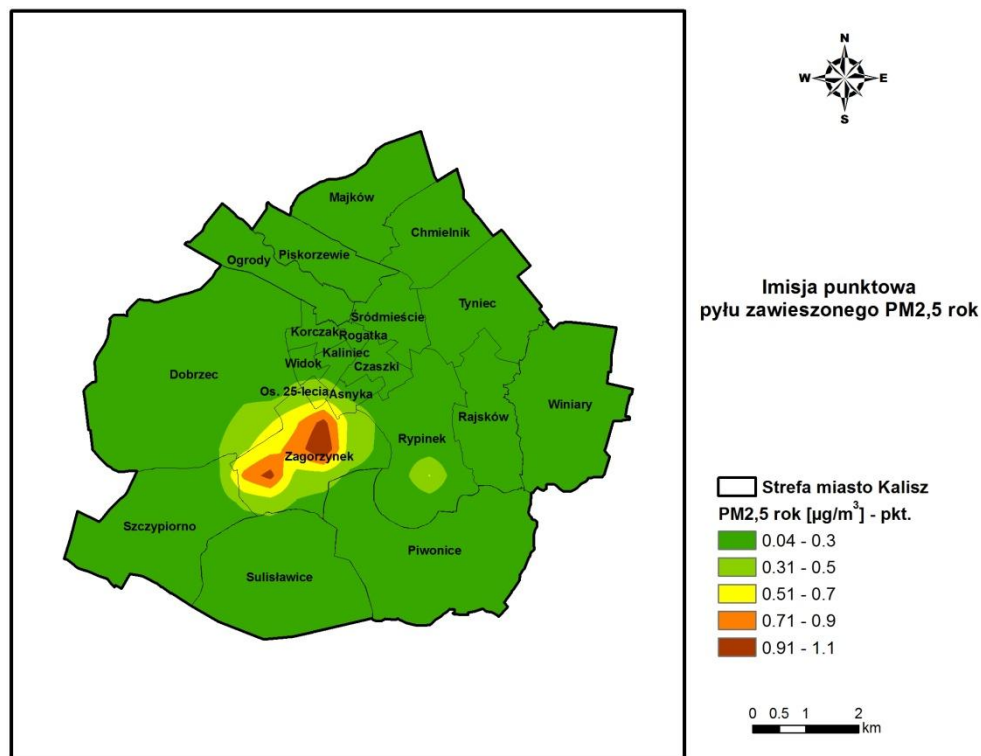 N
W E
S
Majków
Chmielnik
Piskorzewie
Ogrody
Tyniec
Śródmieście
Korczak
Rogatka
Kaliniec
Widok
Czaszki
Dobrzec
Os. 25-lecia
Asnyka
Winiary
Rajsków
Rypinek
Zagorzynek
Szczypiorno
Piwonice
Sulisławice
Imisja punktowa
pyłu zawieszonego PM2,5 rok
Strefa miasto Kalisz
PM2,5 rok [µg/m³] - pkt.
0.04 - 0.3
0.31 - 0.5
0.51 - 0.7
0.71 - 0.9
0.91 - 1.1
0 0.5 1 2
km